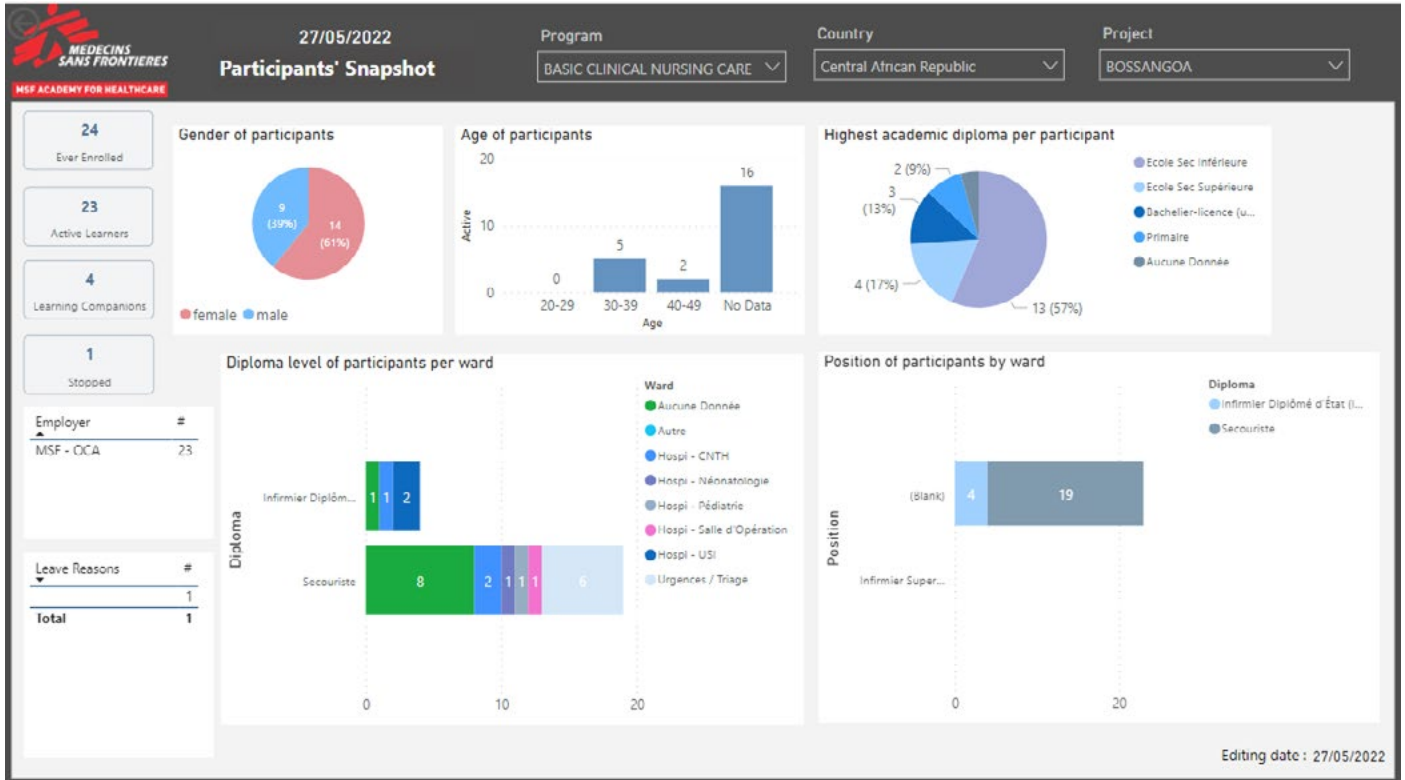 MEDECINS
SANS FRONTIERES
MSF ACADEMY FOR HEALTHCARE
27/05/2022
Participants' Snapshot
Program
BASIC CLINICAL NURSING CARE
Country
Central African Republic
Project
BOSSANGOA
24
Ever Enrolled
23
Active Learners
4
Learning Companions
1
Stopped
Employer #
MSF - OCA 23
Leave Reasons #
1
Total 1
Gender of participants
9
(39%)
14
(61%)
female male
Age of participants
20
10
0
Active
0
5
2
16
20-29 30-39 40-49 No Data
Age
Highest academic diploma per participant
2 (9%)
3
(13%)
4 (17%)
13 (57%)
Ecole Sec Inférieure
Ecole Sec Supérieure
Bachelier-licence (u...
Primaire
Aucune Donnée
Diploma level of participants per ward
Diploma
Infirmier Diplôm...
1 1 2
Secouriste
8 2 1 1 1 6
0 10 20
Ward
Aucune Donnée
Autre
Hospi - CNTH
Hospi - Néonatologie
Hospi - Pédiatrie
Hospi - Salle d'Opération
Hospi - USI
Urgences / Triage
Position of participants by ward
Position
(Blank)
4 19
Infirmier Super...
0 20
Diploma
Infirmier Diplômé d'État (I...
Secouriste
Editing date : 27/05/2022